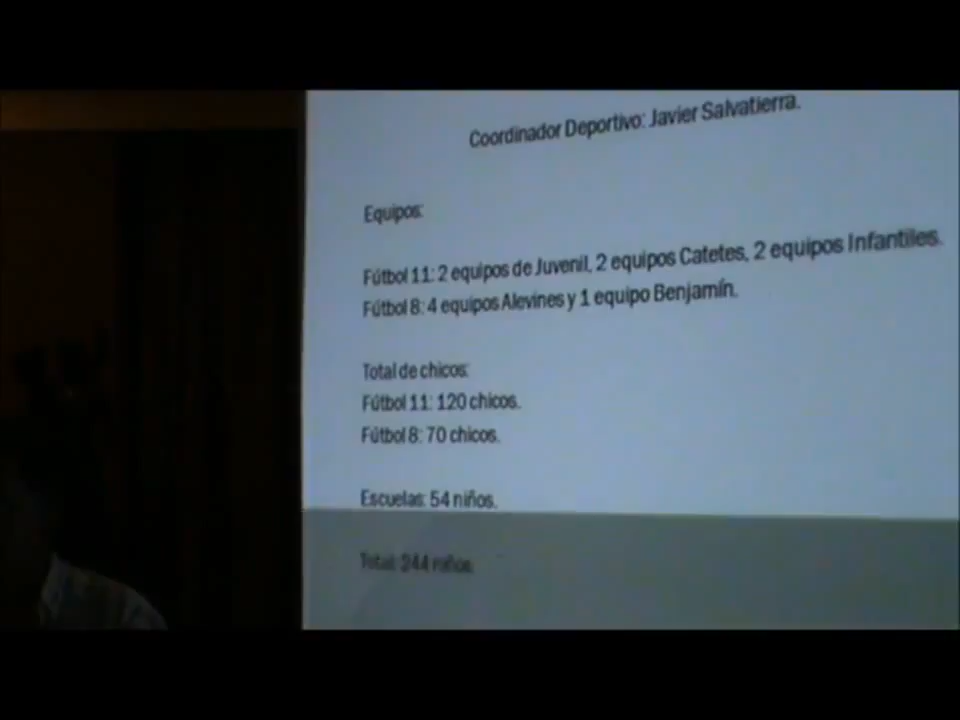 Coordinador Deportivo: Javier Salvatierra.
Equipos:
Fútbol 11: 2 equipos de Juvenil, 2 equipos Catetes, 2 equipos Infantiles.
Fútbol 8: 4 equipos Alevines y 1 equipo Benjamín.
Total de chicos:
Fútbol 11: 120 chicos.
Fútbol 8: 70 chicos.
Escuelas: 54 niños.
Total: 244 niños